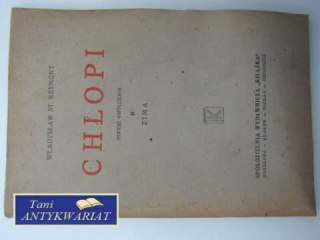 WŁADYSŁAW ST. REYMONT
CHŁOPI
POWIEŚĆ WSPÓŁCZESNA
II
ZIMA
SPÓŁDZIELNIA WYDAWNICZA „KSIĄŻKA"
Tani
ANTYKWARIAT